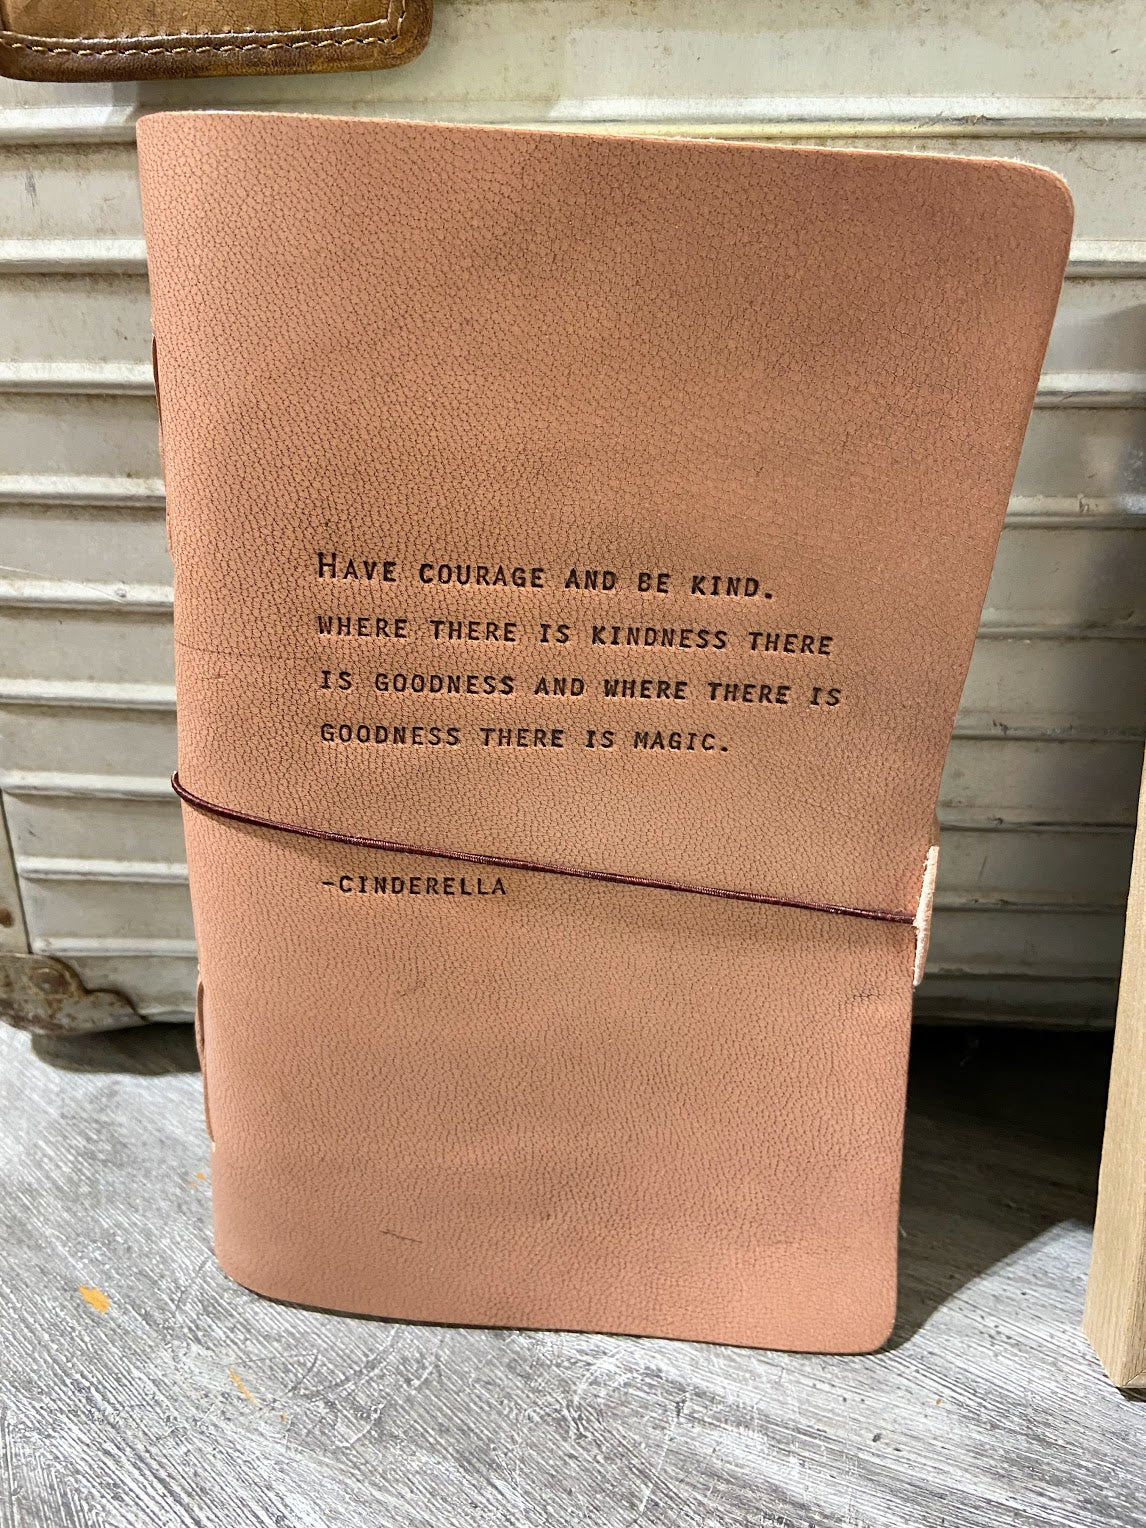 Have courage and be kind.
where there is kindness there
is goodness and where there is
goodness there is magic.
-cinderella